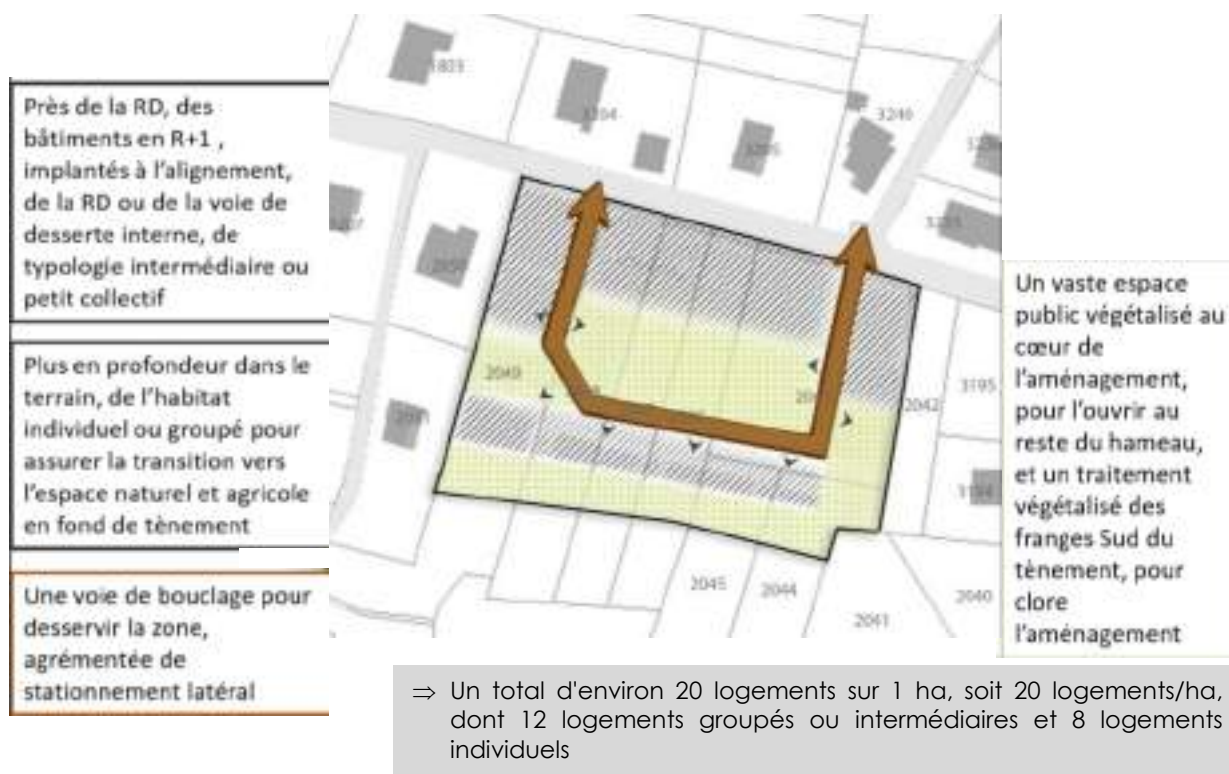 Près de la RD, des
bâtiments en R+1 ,
implantés à l'alignement,
de la RD ou de la voie de
desserte interne, de
typologie intermédiaire ou
petit collectif
Plus en profondeur dans le
terrain, de l'habitat
individuel ou groupé pour
assurer la transition vers
l'espace naturel et agricole
en fond de tènement
Une voie de bouclage pour
desservir la zone,
agrémentée de
stationnement latéral
3204
3246
2049
2042
3195
2045
2044
2041
2040
Un vaste espace
public végétalisé au
cœur de
l'aménagement,
pour l'ouvrir au
reste du hameau,
et un traitement
végétalisé des
franges Sud du
tènement, pour
clore
l'aménagement
⇒ Un total d'environ 20 logements sur 1 ha, soit 20 logements/ha,
dont 12 logements groupés ou intermédiaires et 8 logements
individuels